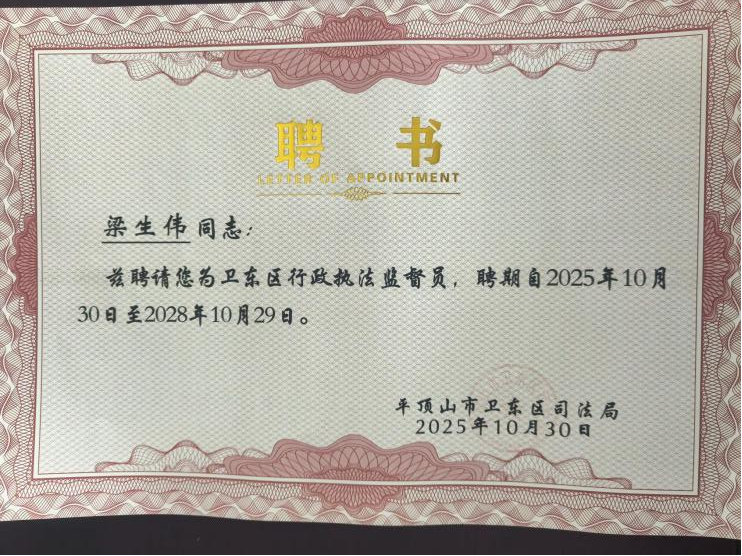 聘 书
LETTER OF APPOINTMENT
梁生伟同志：
兹聘请您为卫东区行政执法监督员，聘期自2025年10月
30日至2028年10月29日。
平顶山市卫东区司法局
2025年10月30日